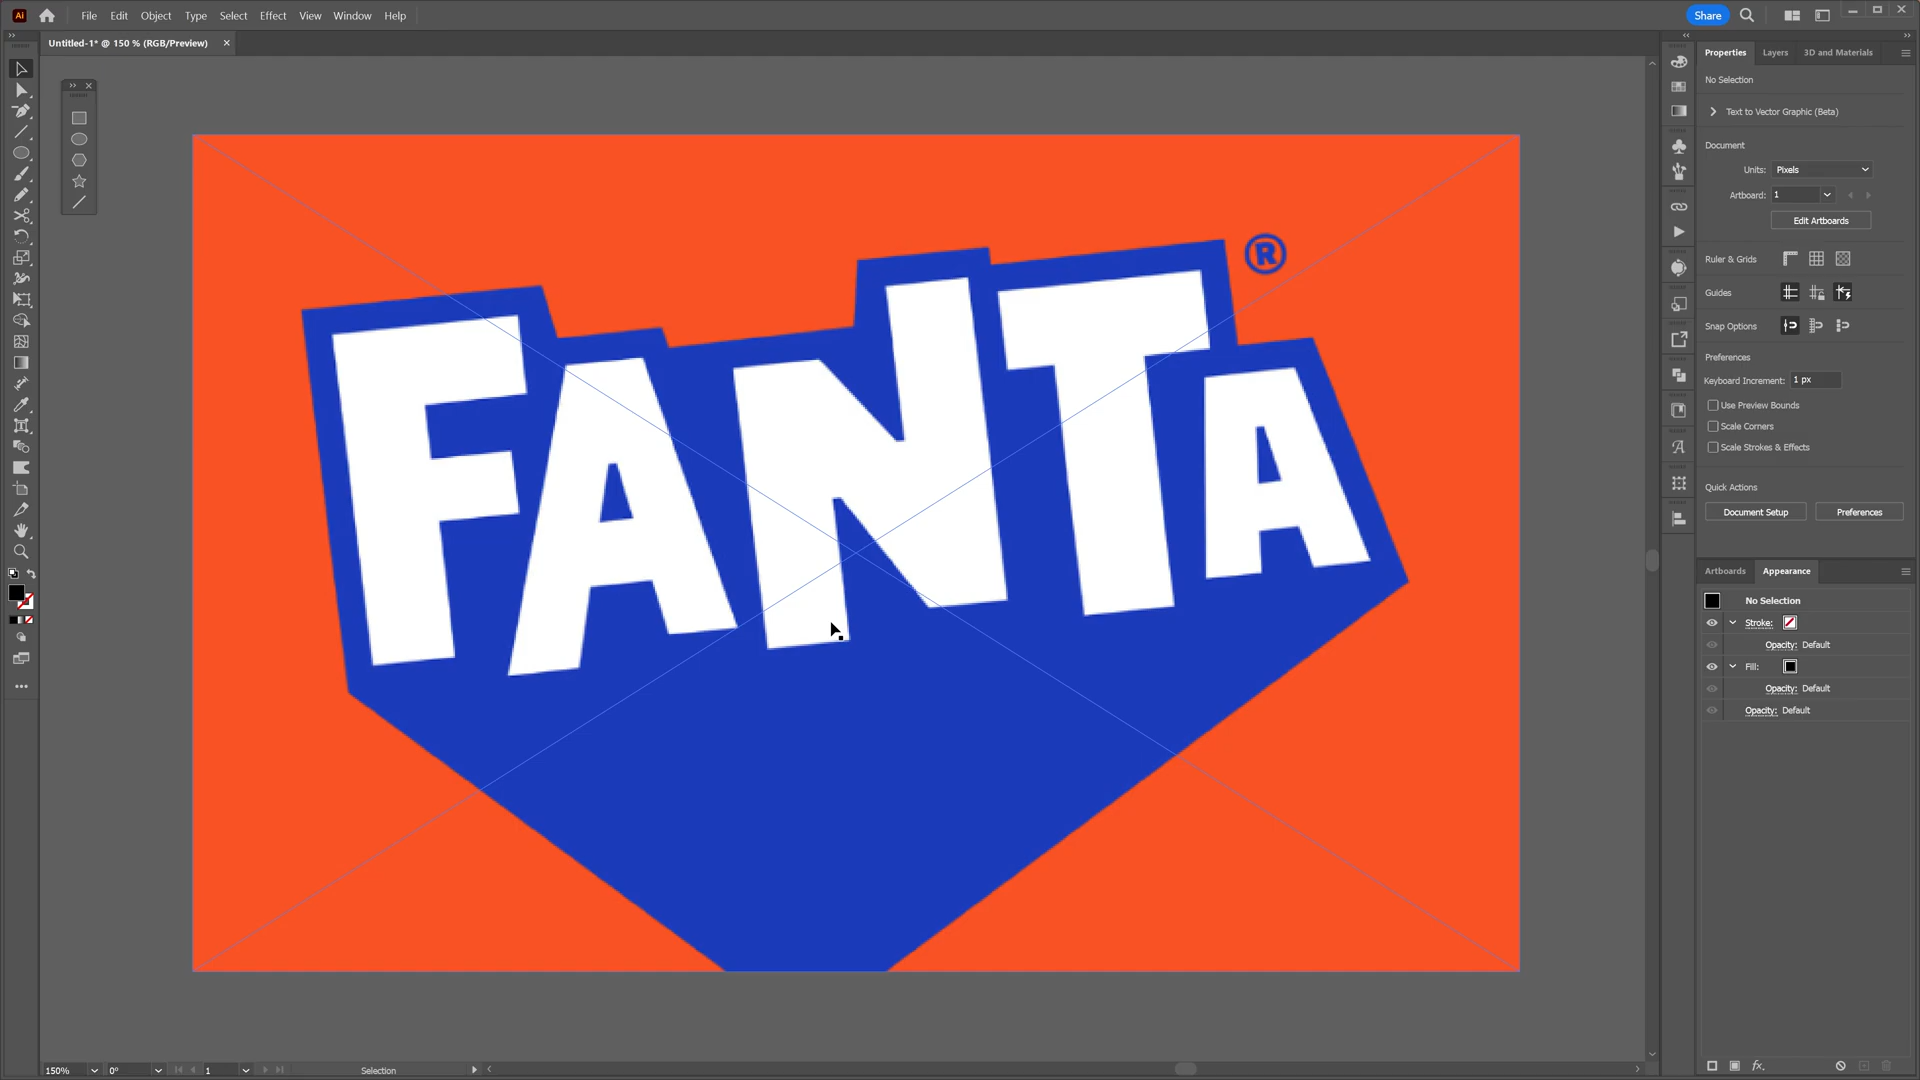 Ai File Edit Object Type Select Effect View Window Help Share
Untitled-1* @ 150 % (RGB/Preview)
FANTA ®
Properties Layers 3D and Materials
No Selection
Text to Vector Graphic (Beta)
Document
Units: Pixels
Artboard: 1
Edit Artboards
Ruler & Grids
Guides
Snap Options
Preferences
Keyboard Increment: 1 px
Use Preview Bounds
Scale Corners
Scale Strokes & Effects
Quick Actions
Document Setup Preferences
Artboards Appearance
No Selection
Stroke:
Opacity: Default
Fill:
Opacity: Default
Opacity: Default
150% 0° 1 Selection
fx